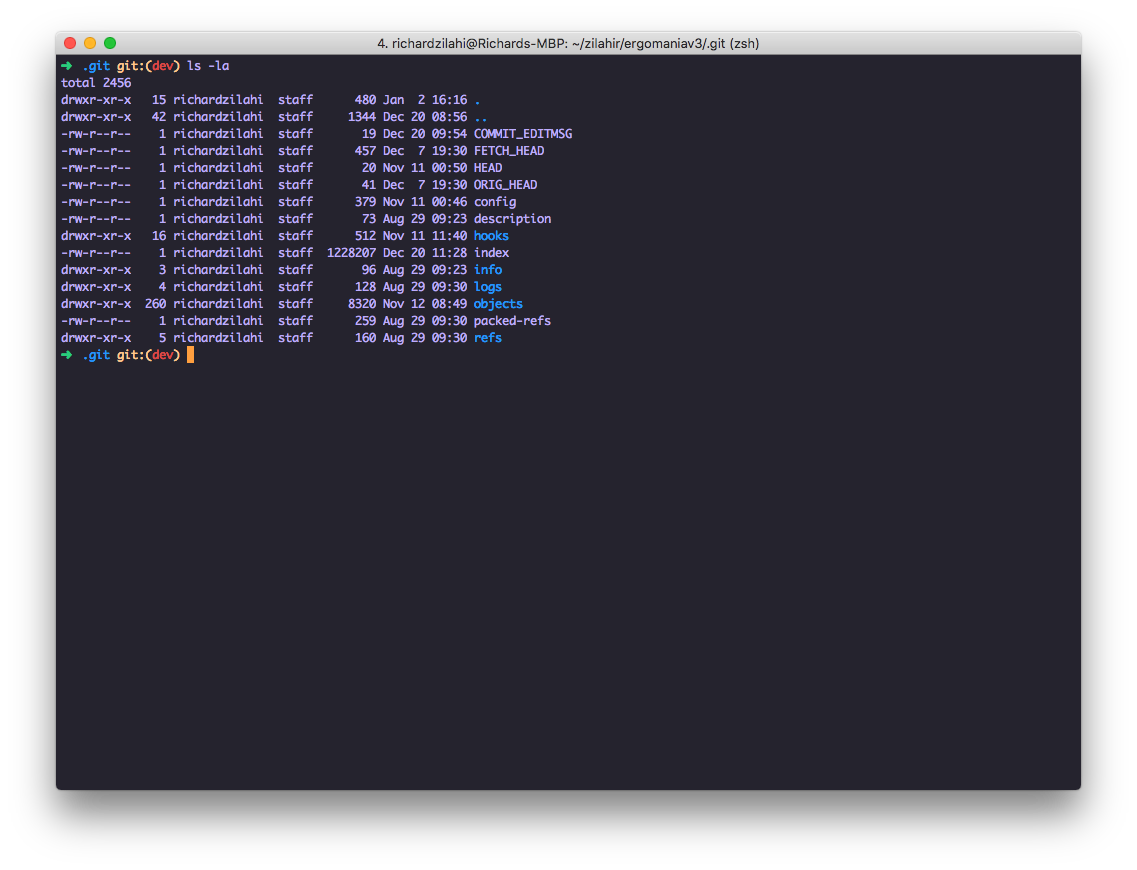 4. richardzilahi@Richards-MBP: ~/zilahir/ergomaniav3/.git (zsh)
➜  .git git:(dev) ls -la
total 2456
drwxr-xr-x   15 richardzilahi  staff      480 Jan  2 16:16 .
drwxr-xr-x   42 richardzilahi  staff     1344 Dec 20 08:56 ..
-rw-r--r--    1 richardzilahi  staff       19 Dec 20 09:54 COMMIT_EDITMSG
-rw-r--r--    1 richardzilahi  staff      457 Dec  7 19:30 FETCH_HEAD
-rw-r--r--    1 richardzilahi  staff       20 Nov 11 00:50 HEAD
-rw-r--r--    1 richardzilahi  staff       41 Dec  7 19:30 ORIG_HEAD
-rw-r--r--    1 richardzilahi  staff      379 Nov 11 00:46 config
-rw-r--r--    1 richardzilahi  staff       73 Aug 29 09:23 description
drwxr-xr-x   16 richardzilahi  staff      512 Nov 11 11:40 hooks
-rw-r--r--    1 richardzilahi  staff  1228207 Dec 20 11:28 index
drwxr-xr-x    3 richardzilahi  staff       96 Aug 29 09:23 info
drwxr-xr-x    4 richardzilahi  staff      128 Aug 29 09:30 logs
drwxr-xr-x  260 richardzilahi  staff     8320 Nov 12 08:49 objects
-rw-r--r--    1 richardzilahi  staff      259 Aug 29 09:30 packed-refs
drwxr-xr-x    5 richardzilahi  staff      160 Aug 29 09:30 refs
➜  .git git:(dev)